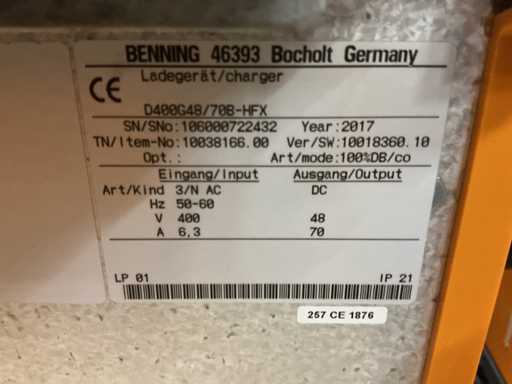 BENNING 46393 Bocholt Germany
CE Ladegerät/charger
D400G48/70B-HFX
SN/SNo:106000722432 Year:2017
TN/Item-No:10038166.00 Ver/SW:10018360.10
Opt.: Art/mode:100%DB/co
Eingang/Input Ausgang/Output
Art/Kind 3/N AC DC
Hz 50-60
V 400 48
A 6,3 70
LP 01 IP 21
257 CE 1876